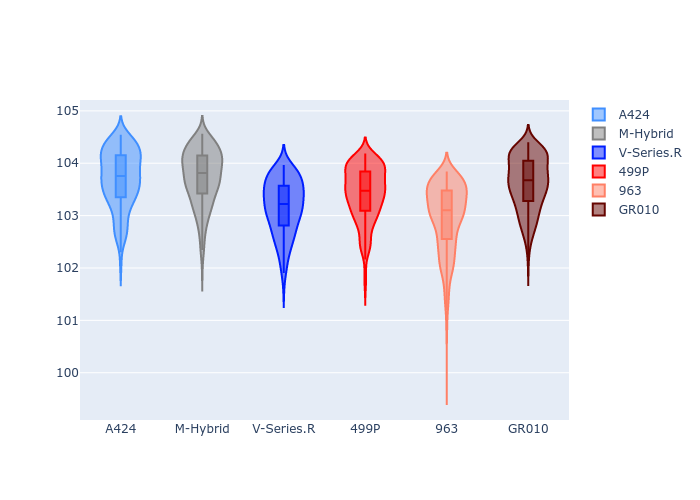 105
104
103
102
101
100
A424
M-Hybrid
V-Series.R
499P
963
GR010
A424
M-Hybrid
V-Series.R
499P
963
GR010